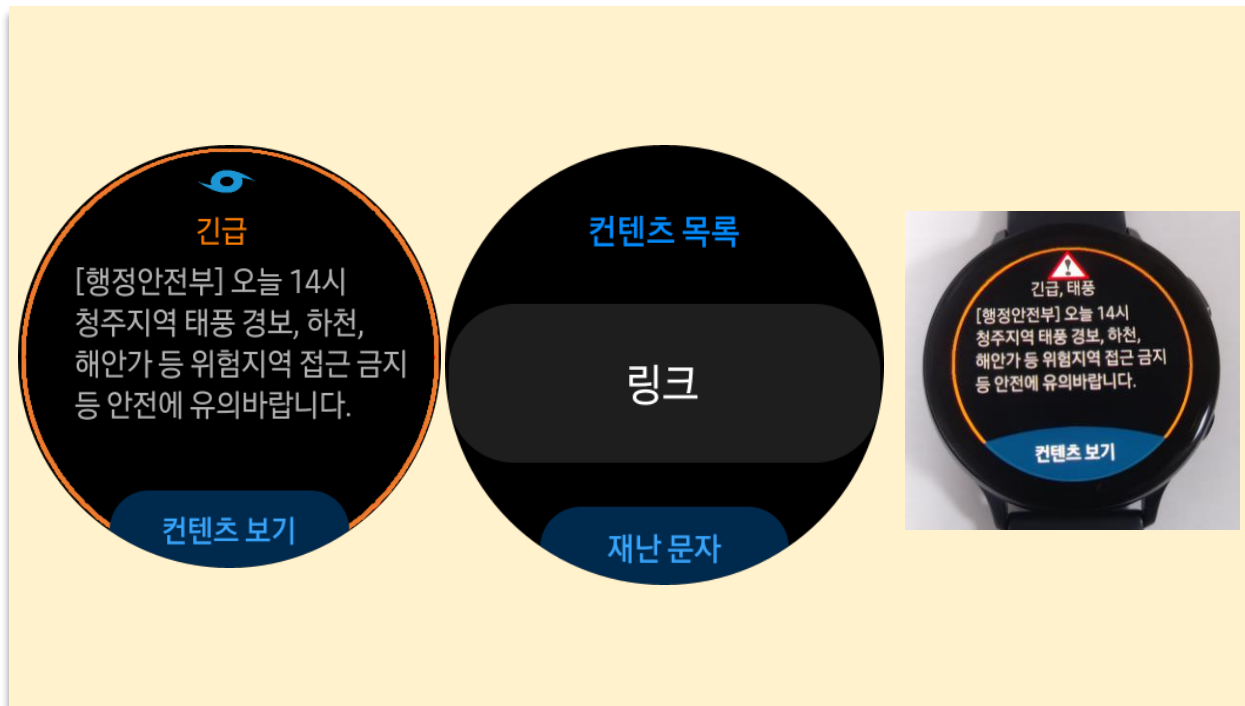 긴급
[행정안전부] 오늘 14시
청주지역 태풍 경보, 하천,
해안가 등 위험지역 접근 금지
등 안전에 유의바랍니다.
컨텐츠 보기
컨텐츠 목록
링크
재난 문자
긴급, 태풍
[행정안전부] 오늘 14시
청주지역 태풍 경보, 하천,
해안가 등 위험지역 접근 금지
등 안전에 유의바랍니다.
컨텐츠 보기